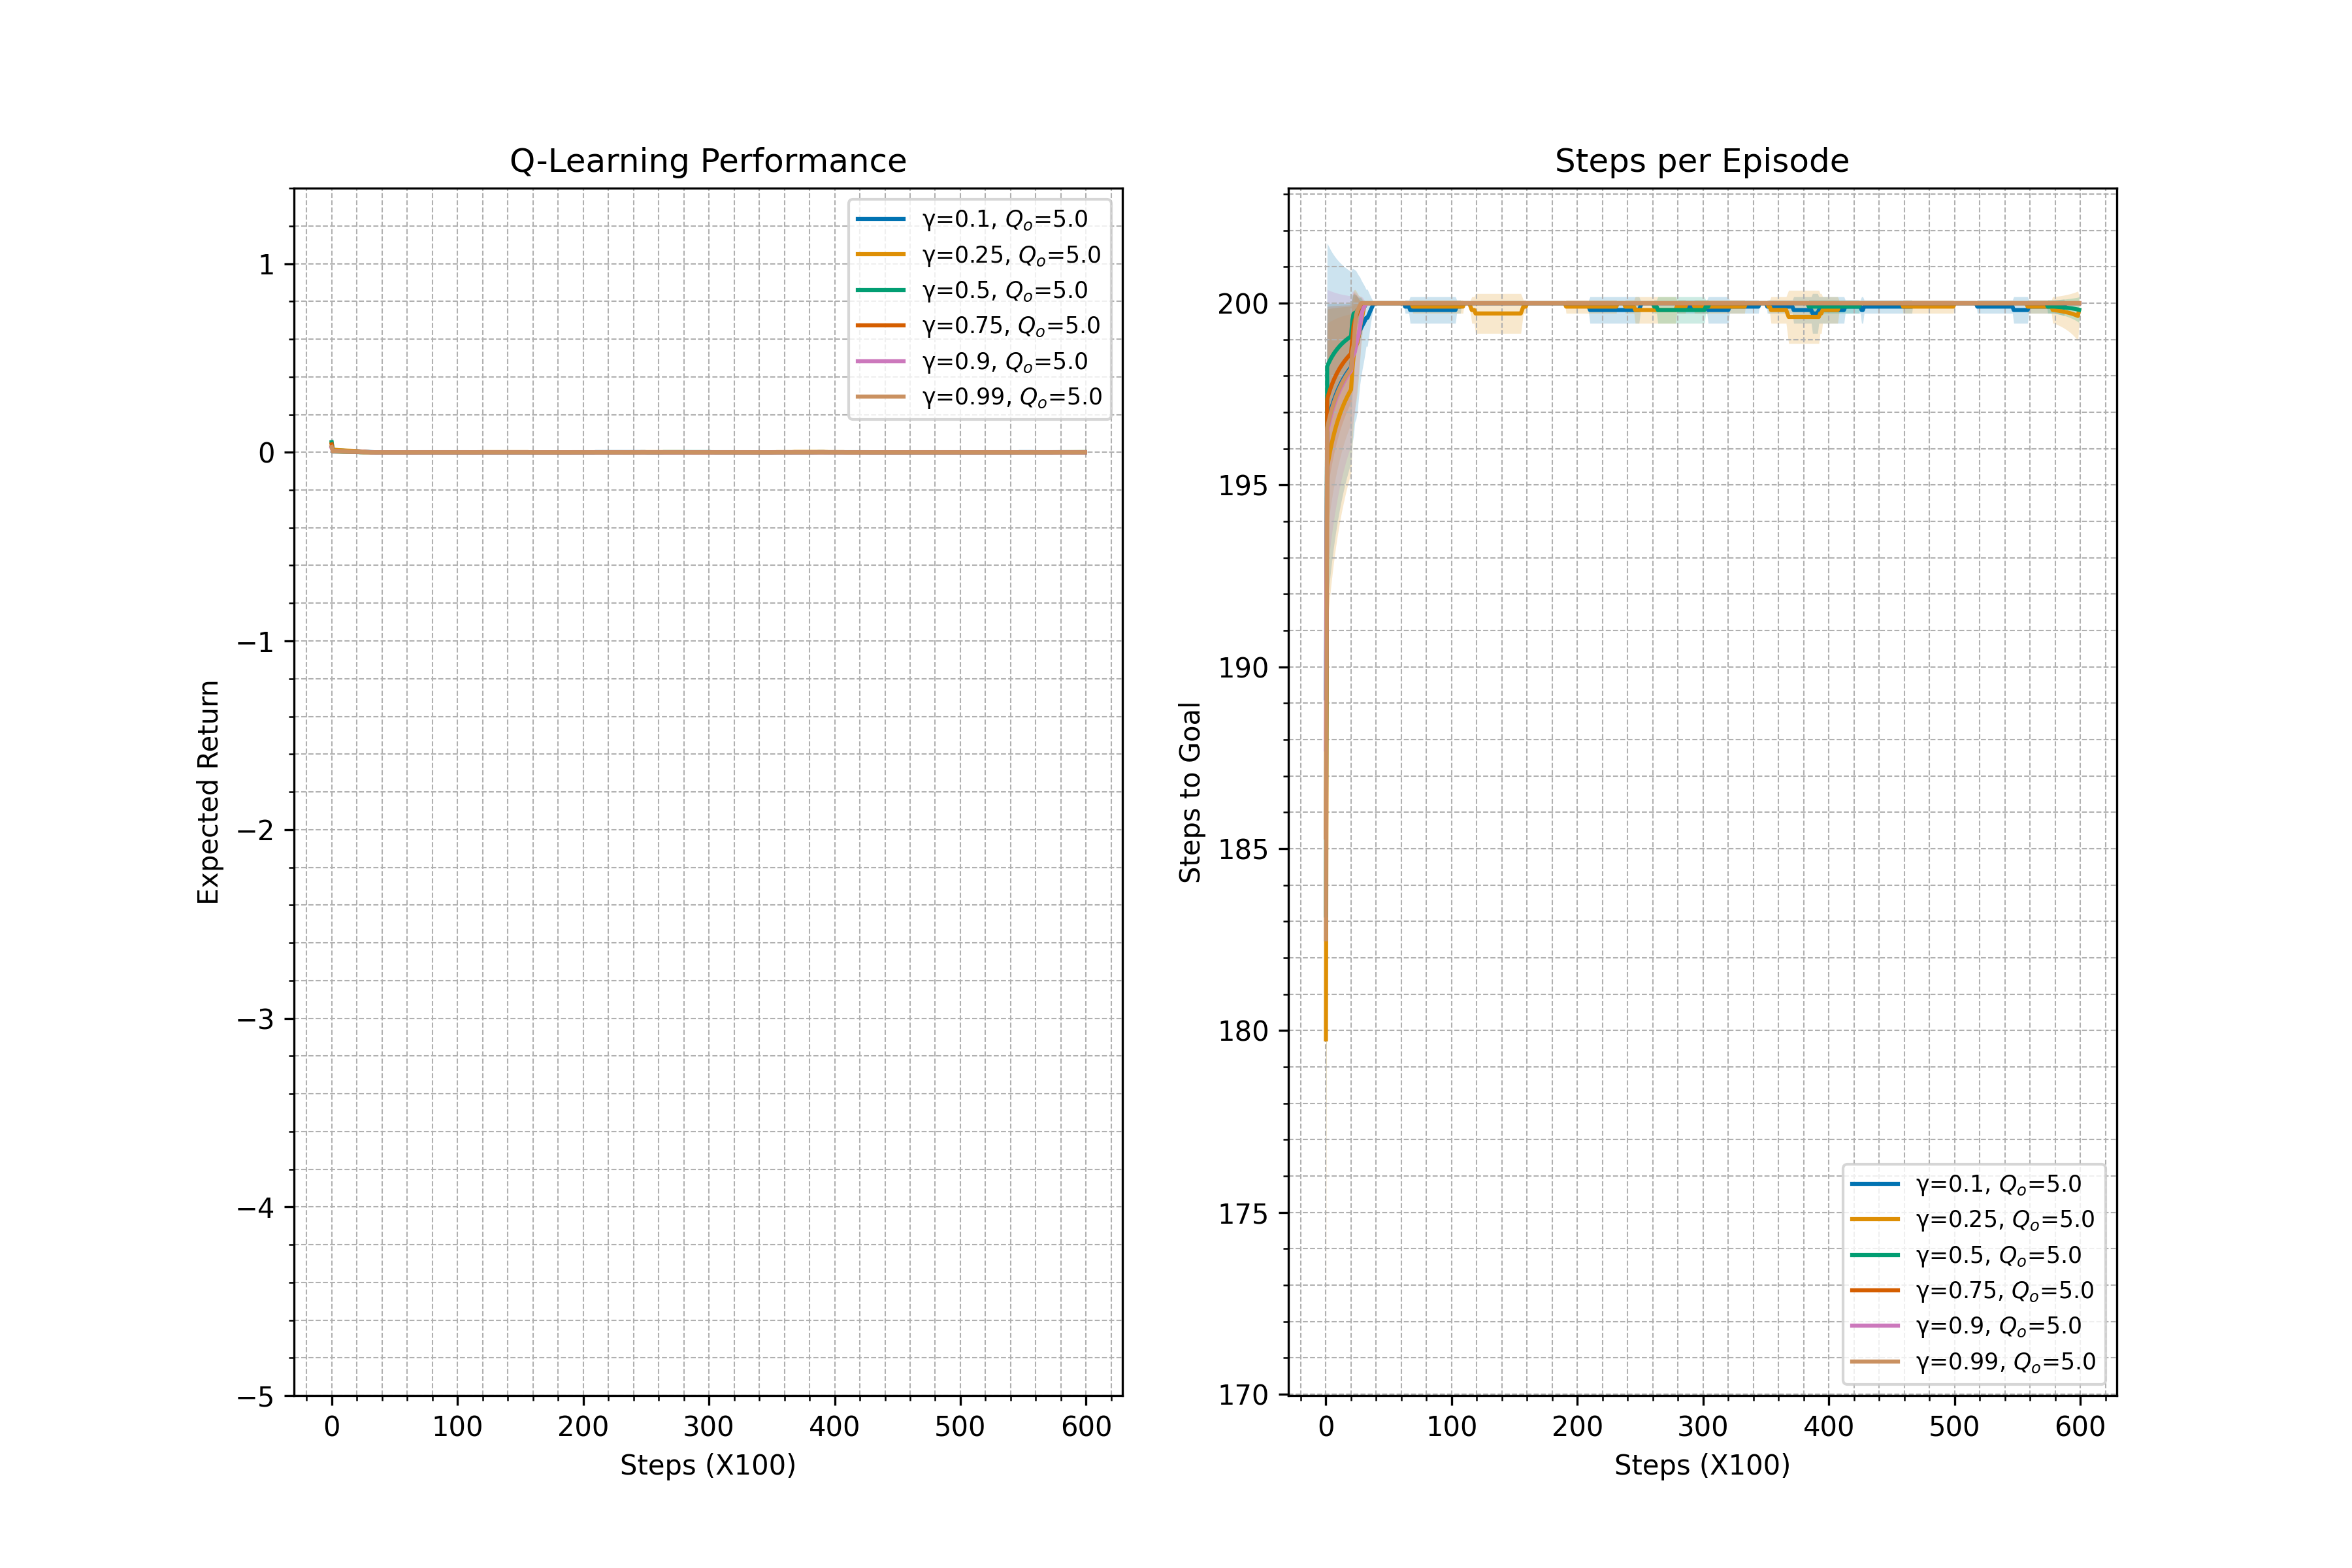 Q-Learning Performance
γ=0.1, Qo=5.0
γ=0.25, Qo=5.0
γ=0.5, Qo=5.0
γ=0.75, Qo=5.0
γ=0.9, Qo=5.0
γ=0.99, Qo=5.0
1
0
−1
−2
−3
−4
−5
Expected Return
0 100 200 300 400 500 600
Steps (X100)
Steps per Episode
200
195
190
185
180
175
170
Steps to Goal
γ=0.1, Qo=5.0
γ=0.25, Qo=5.0
γ=0.5, Qo=5.0
γ=0.75, Qo=5.0
γ=0.9, Qo=5.0
γ=0.99, Qo=5.0
0 100 200 300 400 500 600
Steps (X100)